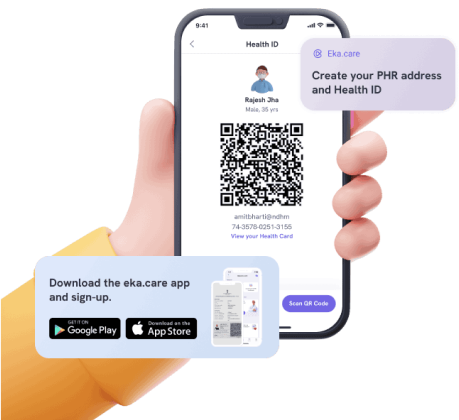 9:41
Health ID
Eka.care
Create your PHR address
and Health ID
Rajesh Jha
Male, 35 yrs
amitbharti@ndhm
74-3578-0251-3155
View your Health Card
Scan QR Code
Download the eka.care app
and sign-up.
GET IT ON
Google Play
Download on the
App Store